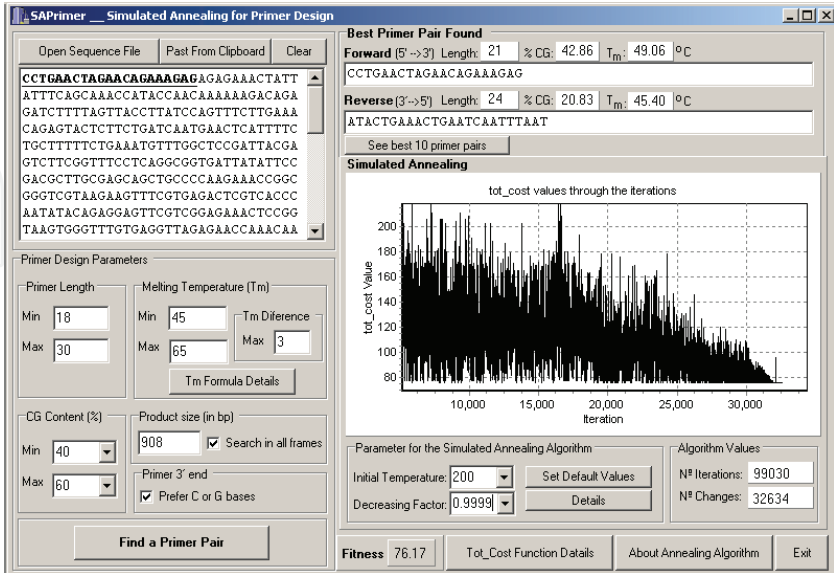 SAPrimer __ Simulated Annealing for Primer Design
Open Sequence File Past From Clipboard Clear
CCTGAACTAGAACAGAAAGAGAGAGAAACTATT
ATTTCAGCAAACCATACCAACAAAAAAGACAGA
GATCTTTTAGTTACCTTATCCAGTTTCTTGAAA
CAGAGTACTCTTCTGATCAATGAACTCATTTTC
TGCTTTTTCTGAAATGTTTGGCTCCGATTACGA
GTCTTCGGTTTCCTCAGGCGGTGATTATATTCC
GACGCTTGCGAGCAGCTGCCCCAAGAAACCGGC
GGGTCGTAAGAAGTTTCGTGAGACTCGTCACCC
AATATACAGAGGAGTTCGTCGGAGAAACTCCGG
TAAGTGGGTTTGTGAGGTTAGAGAACCAAACAA
Primer Design Parameters
Primer Length
Min 18
Max 30
Melting Temperature (Tm)
Min 45
Max 65
Tm Diference
Max 3
Tm Formula Details
CG Content (%)
Min 40
Max 60
Product size (in bp)
908 Search in all frames
Primer 3´ end
Prefer C or G bases
Find a Primer Pair
Best Primer Pair Found
Forward (5' -->3') Length: 21 % CG: 42.86 Tm: 49.06 ºC
CCTGAACTAGAACAGAAAGAG
Reverse (3'-->5') Length: 24 % CG: 20.83 Tm: 45.40 ºC
ATACTGAAACTGAATCAATTTAAT
See best 10 primer pairs
Simulated Annealing
tot_cost values through the iterations
tot_cost Value
200
180
160
140
120
100
80
10,000 15,000 20,000 25,000 30,000
Iteration
Parameter for the Simulated Annealing Algorithm
Initial Temperature: 200 Set Default Values
Decreasing Factor: 0.9999 Details
Algorithm Values
Nº Iterations: 99030
Nº Changes: 32634
Fitness 76.17 Tot_Cost Function Datails About Annealing Algorithm Exit